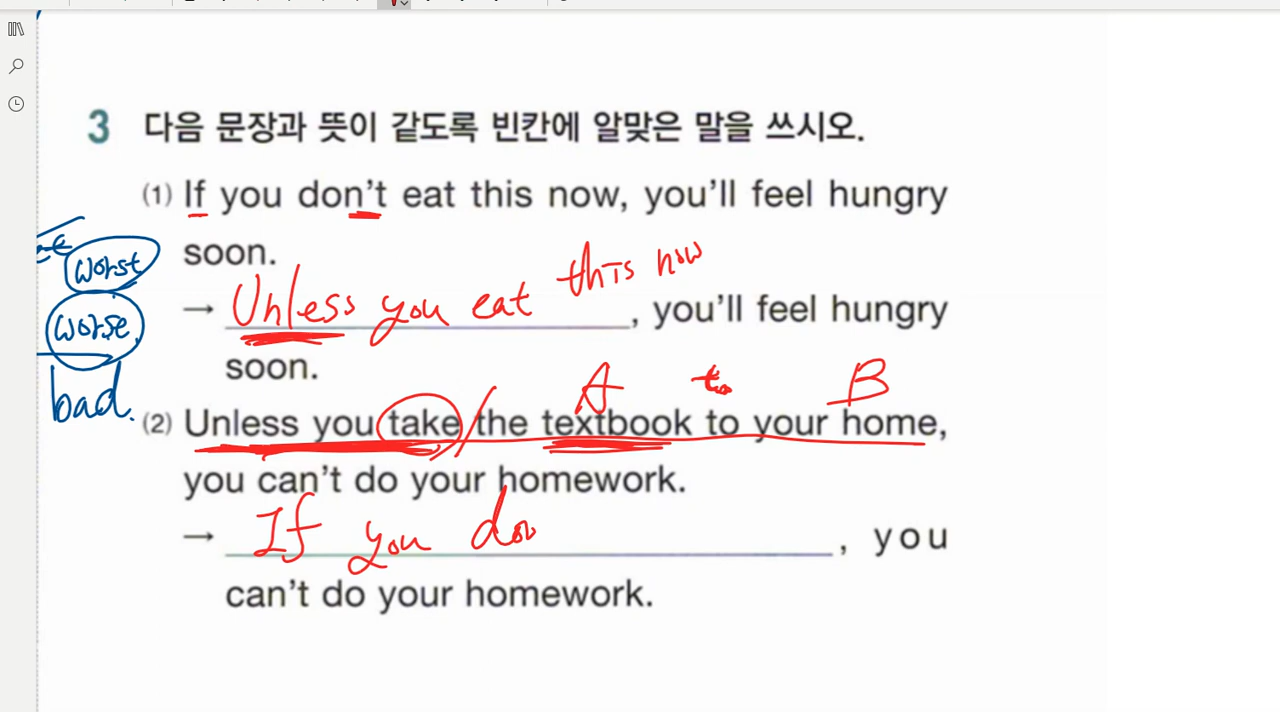 3 다음 문장과 뜻이 같도록 빈칸에 알맞은 말을 쓰시오.
(1) If you don't eat this now, you'll feel hungry
soon.
→ Unless you eat this now, you'll feel hungry
soon.
worst
worse
bad.
A to B
(2) Unless you take the textbook to your home,
you can't do your homework.
→ If you don, you
can't do your homework.